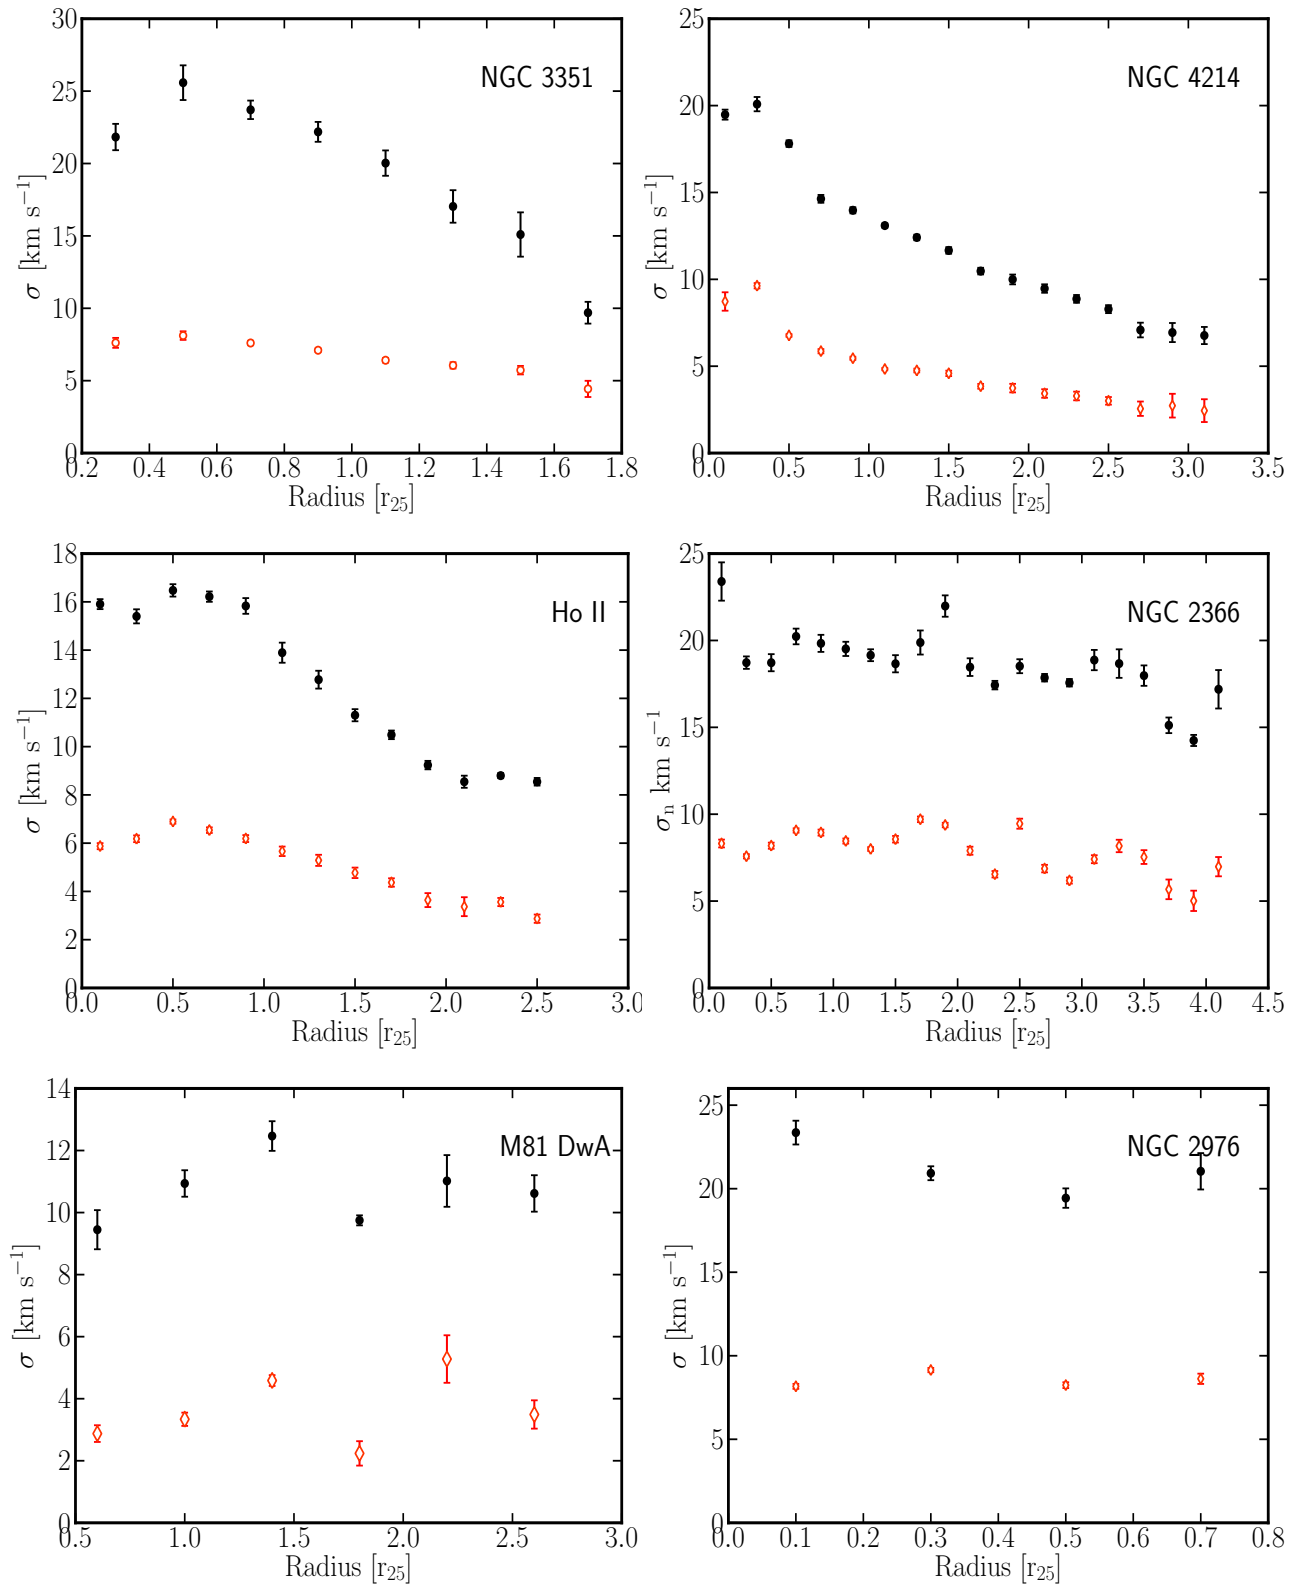 30
25
20
15
10
5
0
σ [km s⁻¹]
NGC 3351
0.2 0.4 0.6 0.8 1.0 1.2 1.4 1.6 1.8
Radius [r₂₅]
25
20
15
10
5
0
σ [km s⁻¹]
NGC 4214
0.0 0.5 1.0 1.5 2.0 2.5 3.0 3.5
Radius [r₂₅]
18
16
14
12
10
8
6
4
2
0
σ [km s⁻¹]
Ho II
0.0 0.5 1.0 1.5 2.0 2.5 3.0
Radius [r₂₅]
25
20
15
10
5
0
σₙ km s⁻¹
NGC 2366
0.0 0.5 1.0 1.5 2.0 2.5 3.0 3.5 4.0 4.5
Radius [r₂₅]
14
12
10
8
6
4
2
0
σ [km s⁻¹]
M81 DwA
0.5 1.0 1.5 2.0 2.5 3.0
Radius [r₂₅]
25
20
15
10
5
0
σ [km s⁻¹]
NGC 2976
0.0 0.1 0.2 0.3 0.4 0.5 0.6 0.7 0.8
Radius [r₂₅]